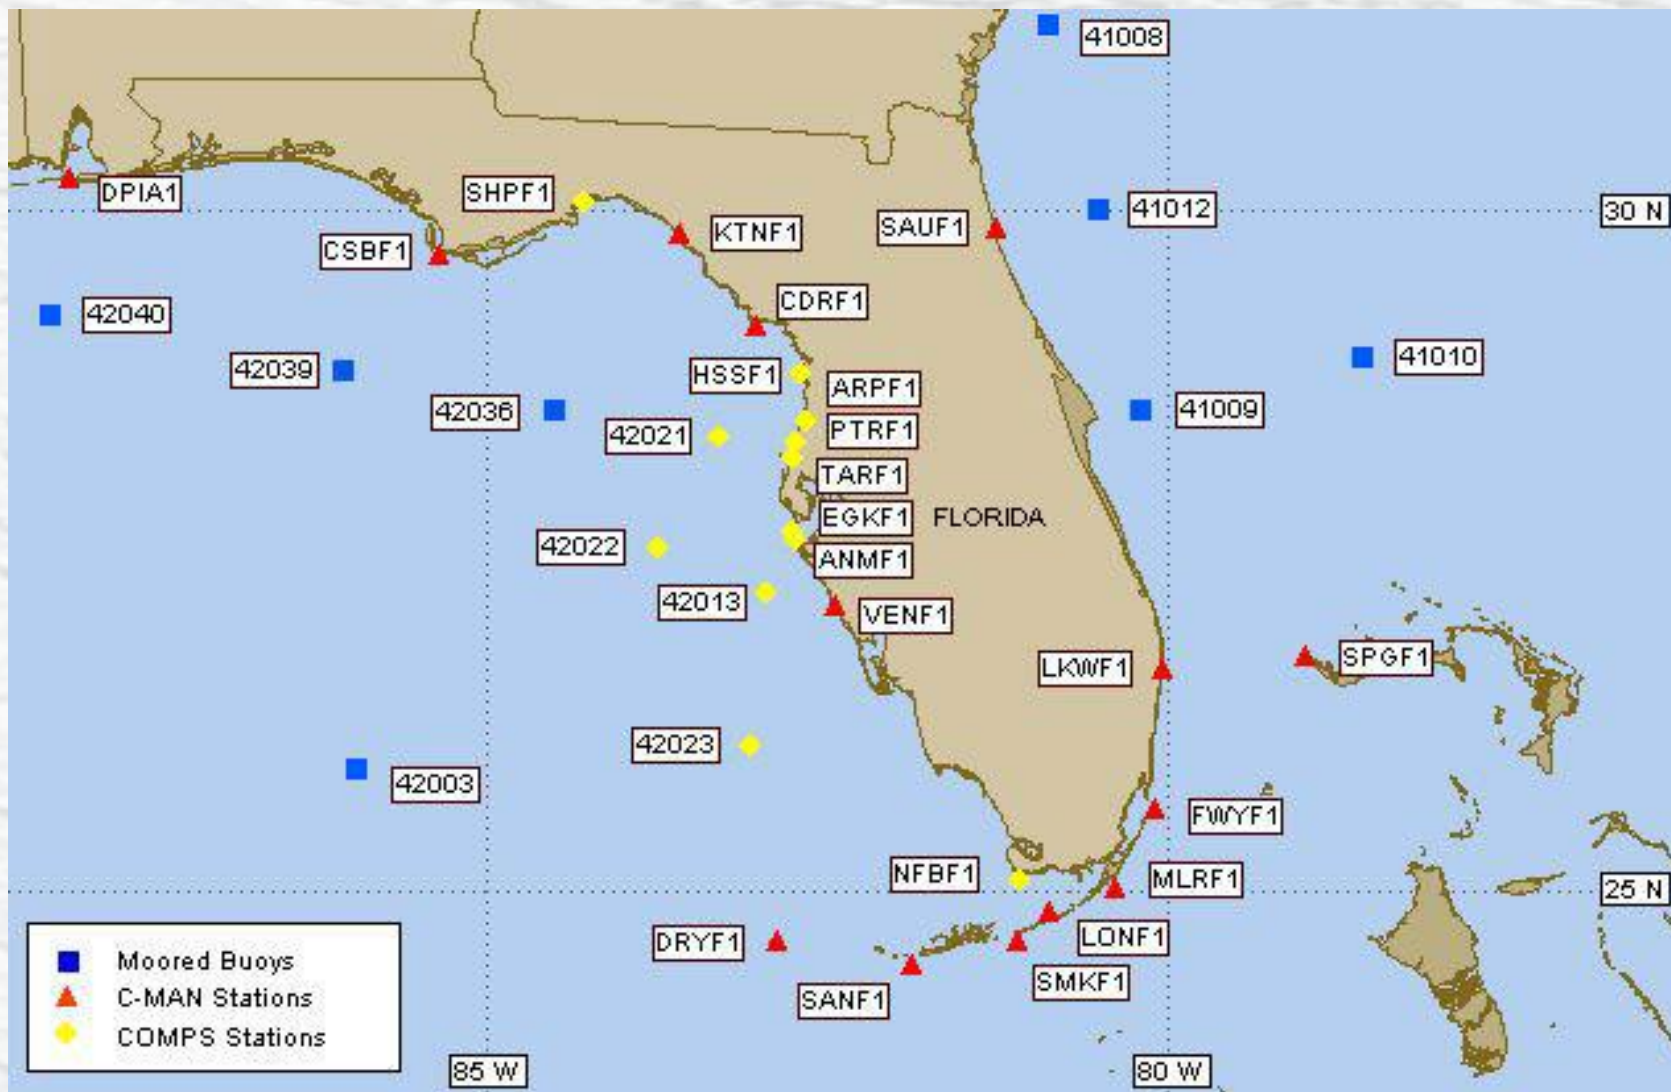 41008
DPIA1
SHPF1
KTNF1
SAUF1
41012
30 N
CSBF1
CDRF1
42040
42039
HSSF1
ARPF1
41010
42036
42021
PTRF1
41009
TARF1
EGKF1
FLORIDA
42022
ANMF1
42013
VENF1
LKWF1
SPGF1
42023
42003
FWYF1
NFBF1
MLRF1
25 N
DRYF1
LONF1
SMKF1
SANF1
Moored Buoys
C-MAN Stations
COMPS Stations
85 W
80 W